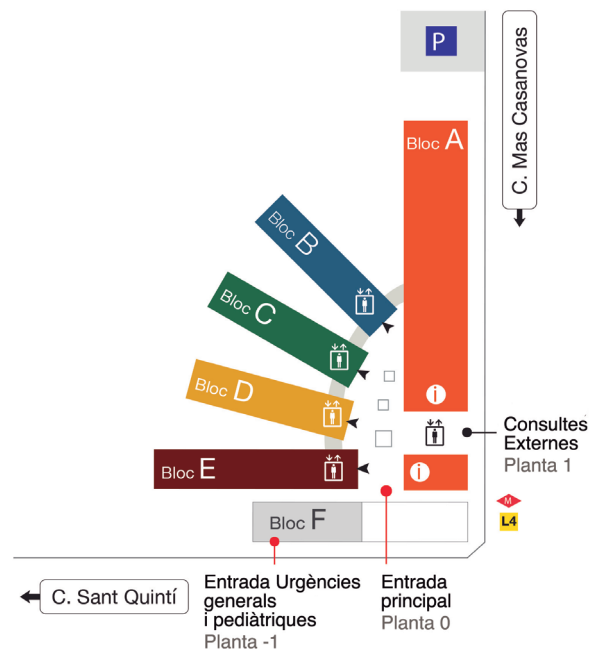 P
C. Mas Casanovas
Bloc A
Bloc B
Bloc C
Bloc D
Bloc E
Bloc F
i
i
Consultes
Externes
Planta 1
M
L4
C. Sant Quintí
Entrada Urgències
generals
i pediàtriques
Planta -1
Entrada
principal
Planta 0